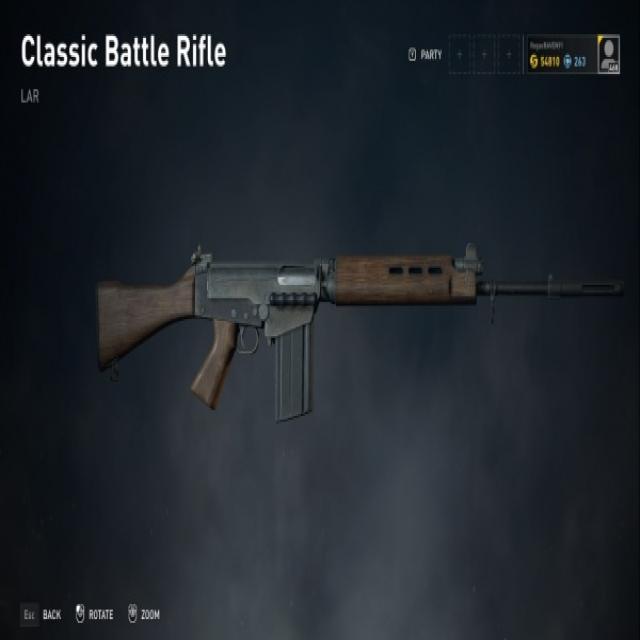 Classic Battle Rifle
LAR
PARTY
54810 263
Esc BACK ROTATE ZOOM